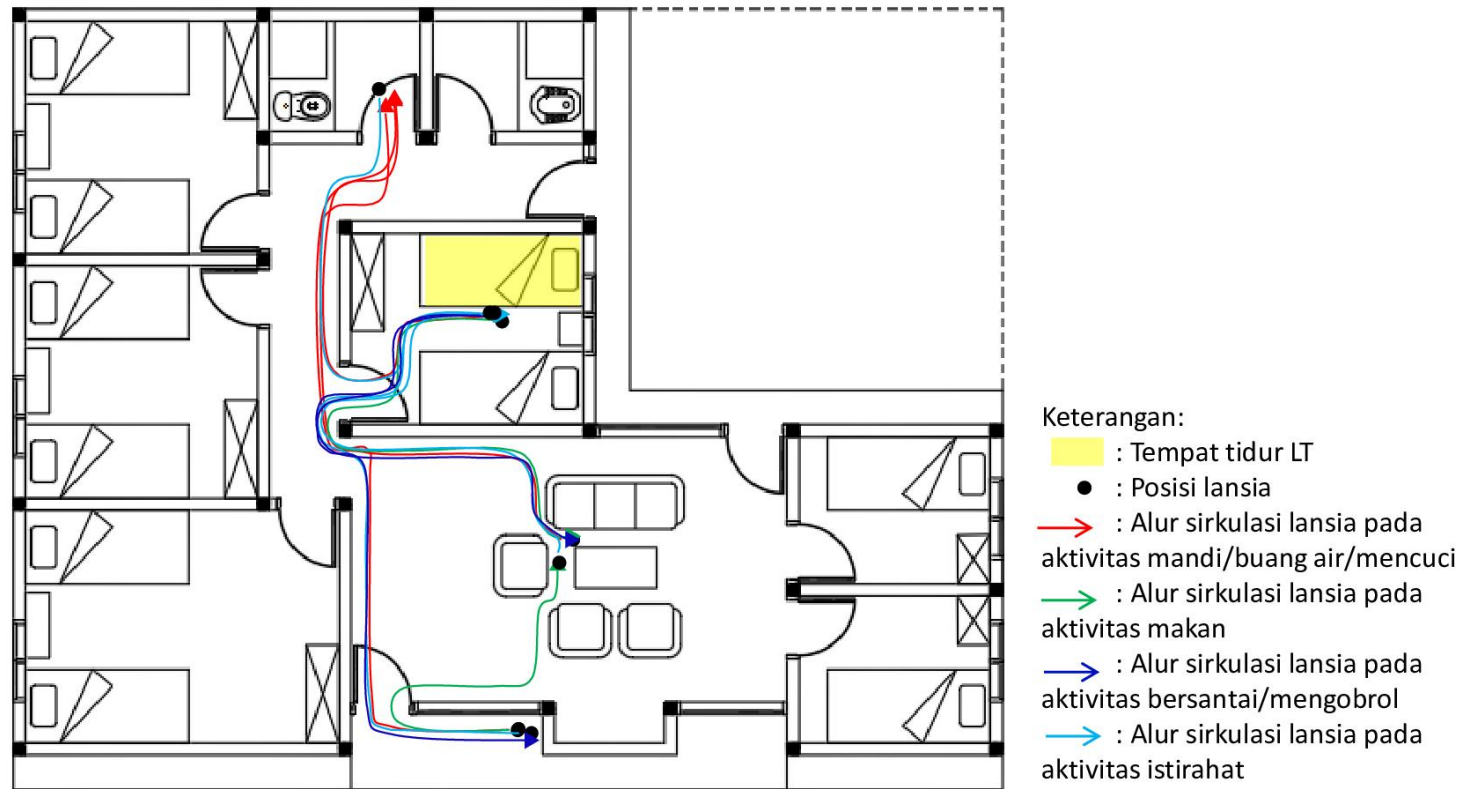 Keterangan:
: Tempat tidur LT
: Posisi lansia
: Alur sirkulasi lansia pada
aktivitas mandi/buang air/mencuci
: Alur sirkulasi lansia pada
aktivitas makan
: Alur sirkulasi lansia pada
aktivitas bersantai/mengobrol
: Alur sirkulasi lansia pada
aktivitas istirahat